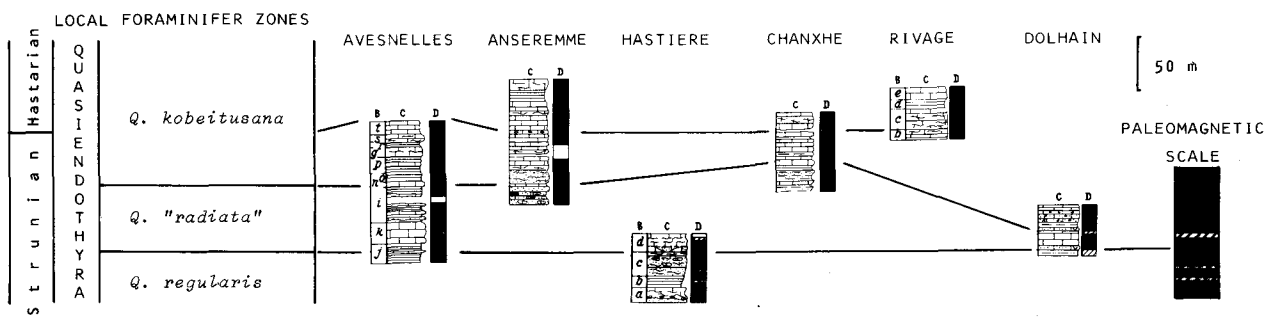 LOCAL FORAMINIFER ZONES
Hastarian
Strunian
QUASIENDOTHYRA
Q. kobeitusana
Q. "radiata"
Q. regularis
AVESNELLES
B C D
t
s
p
i
k
j
ANSEREMME
C D
HASTIERE
B C D
d
c
b
a
CHANXHE
C D
RIVAGE
B C D
e
d
c
b
DOLHAIN
C D
50 m
PALEOMAGNETIC
SCALE